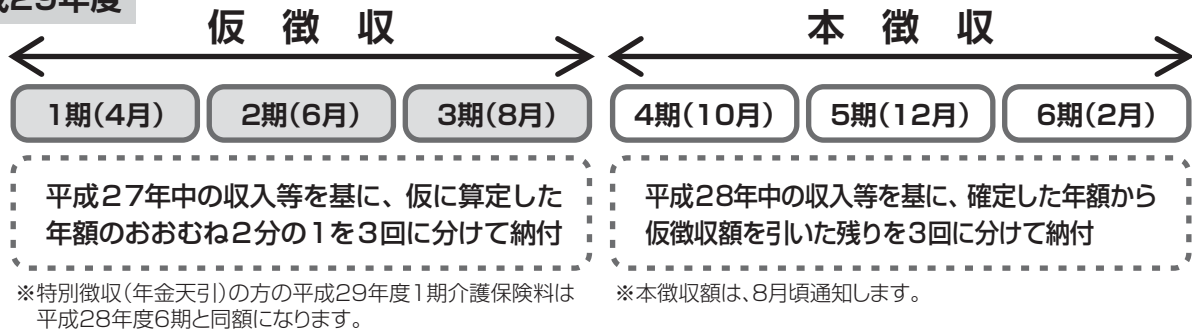 成29年度
仮 徴 収
本 徴 収
1期(4月)
2期(6月)
3期(8月)
4期(10月)
5期(12月)
6期(2月)
平成27年中の収入等を基に、仮に算定した
年額のおおむね2分の1を3回に分けて納付
平成28年中の収入等を基に、確定した年額から
仮徴収額を引いた残りを3回に分けて納付
※特別徴収(年金天引)の方の平成29年度1期介護保険料は
平成28年度6期と同額になります。
※本徴収額は、8月頃通知します。